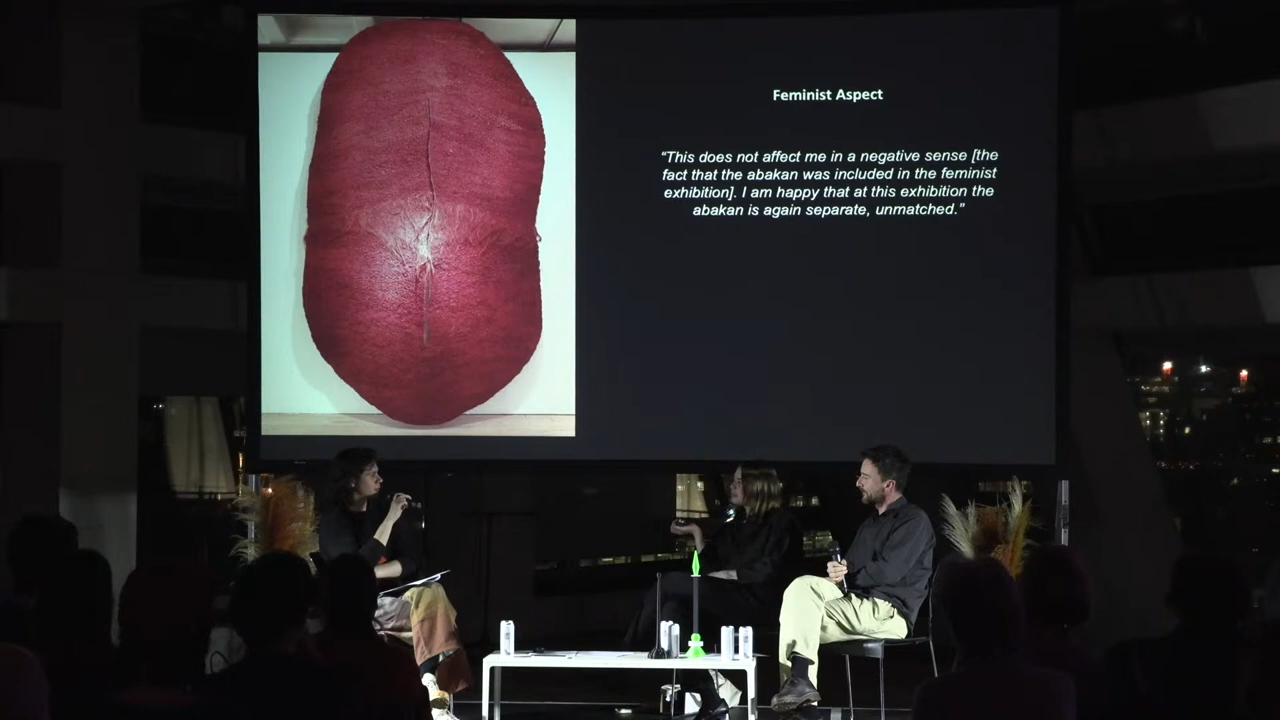 Feminist Aspect
“This does not affect me in a negative sense [the
fact that the abakan was included in the feminist
exhibition]. I am happy that at this exhibition the
abakan is again separate, unmatched.”